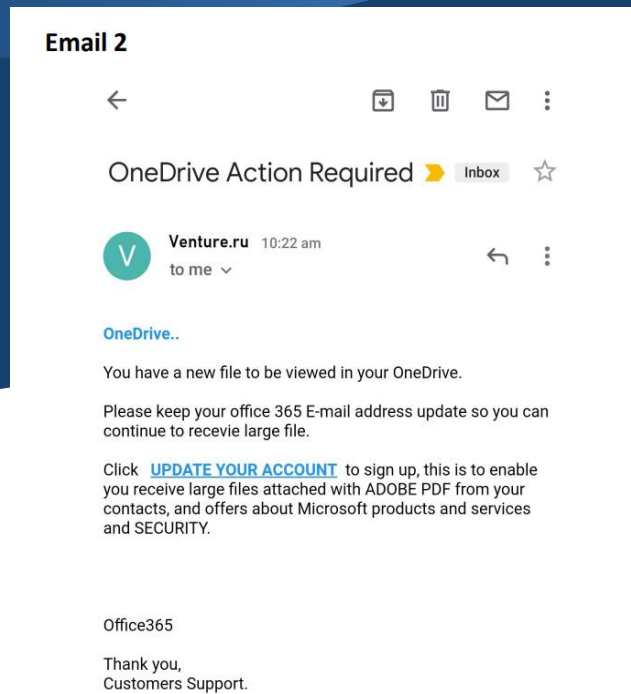 Email 2
OneDrive Action Required Inbox
V
Venture.ru 10:22 am
to me
OneDrive..
You have a new file to be viewed in your OneDrive.
Please keep your office 365 E-mail address update so you can
continue to recevie large file.
Click UPDATE YOUR ACCOUNT to sign up, this is to enable
you receive large files attached with ADOBE PDF from your
contacts, and offers about Microsoft products and services
and SECURITY.
Office365
Thank you,
Customers Support.